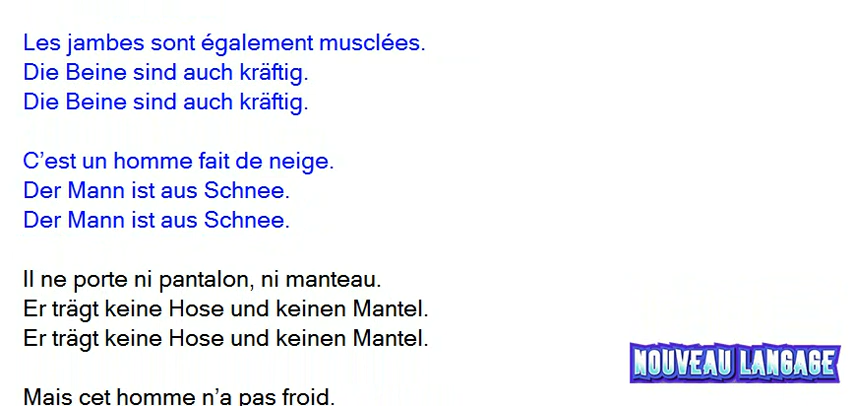 Les jambes sont également musclées.
Die Beine sind auch kräftig.
Die Beine sind auch kräftig.
C’est un homme fait de neige.
Der Mann ist aus Schnee.
Der Mann ist aus Schnee.
Il ne porte ni pantalon, ni manteau.
Er trägt keine Hose und keinen Mantel.
Er trägt keine Hose und keinen Mantel.
NOUVEAU LANGAGE
Mais cet homme n’a pas froid.